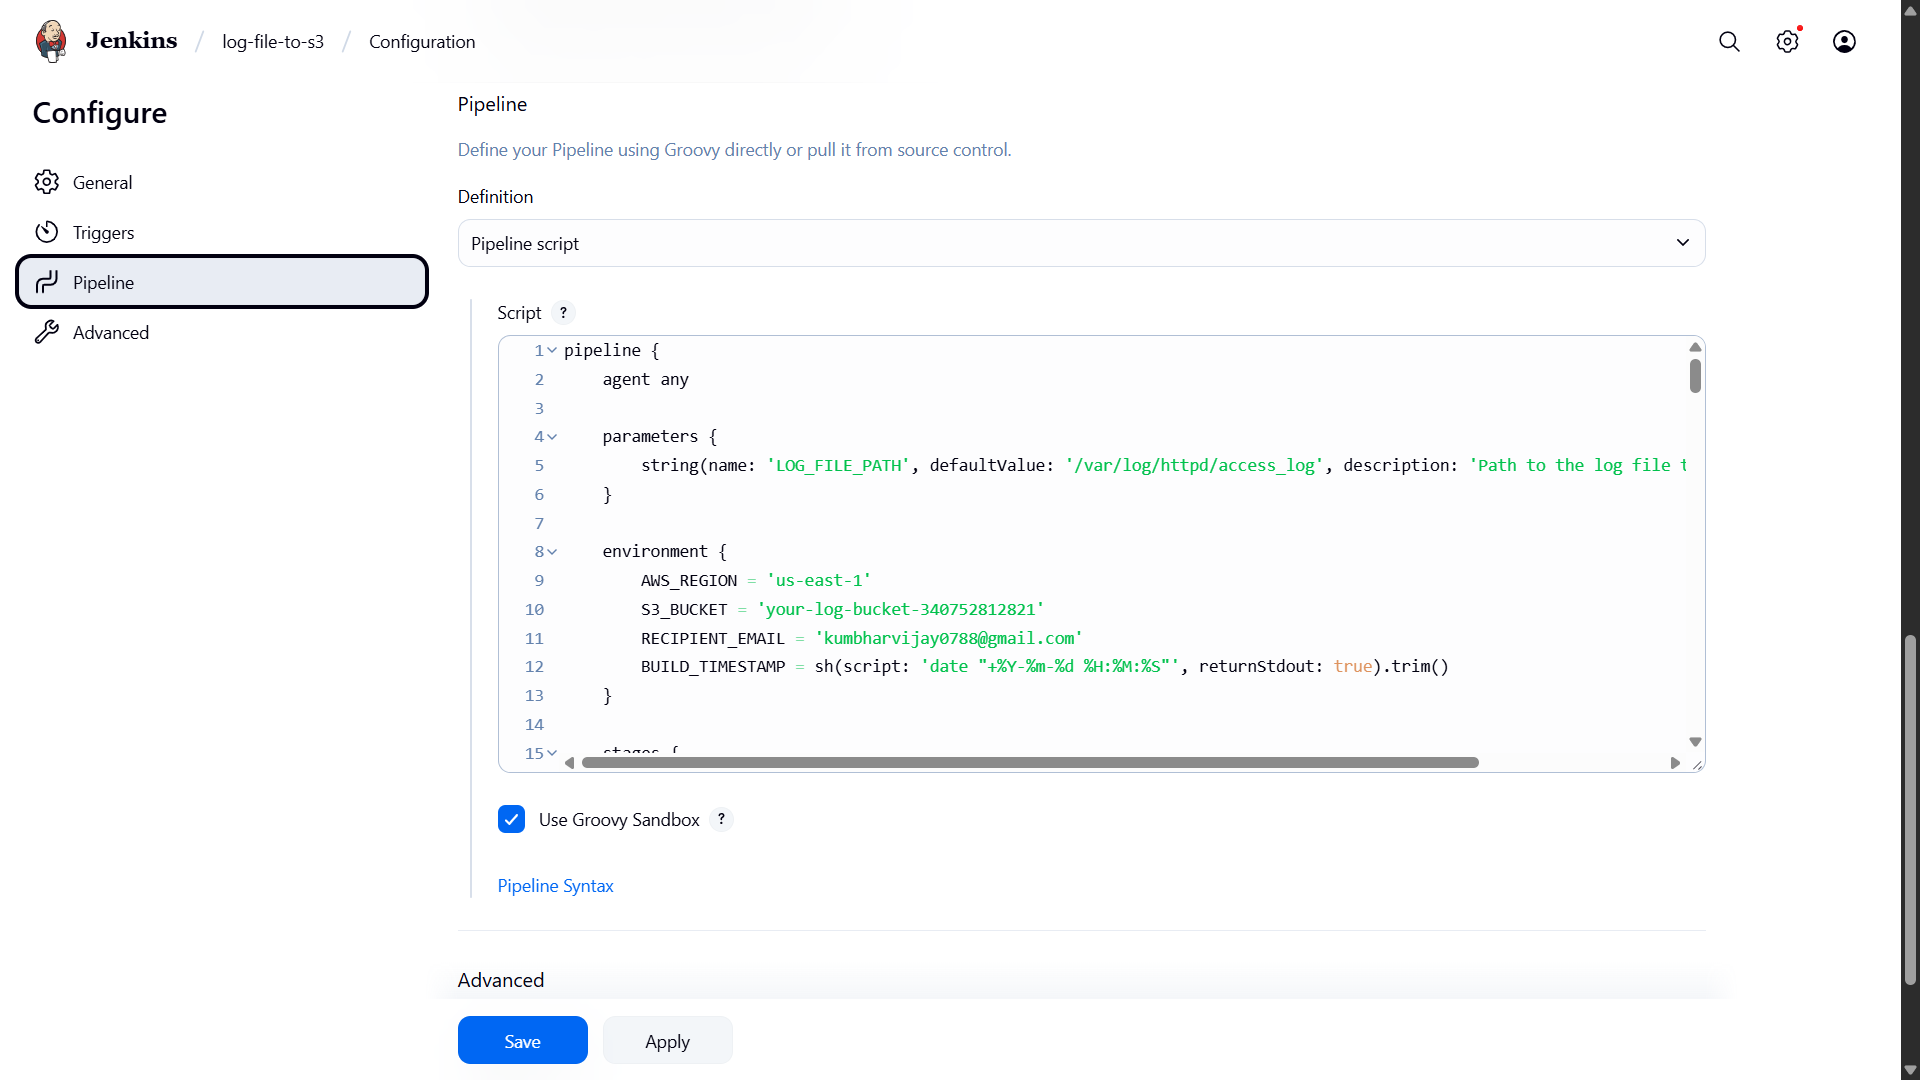 Jenkins / log-file-to-s3 / Configuration
Configure
General
Triggers
Pipeline
Advanced
Pipeline
Define your Pipeline using Groovy directly or pull it from source control.
Definition
Pipeline script
Script ?
1 pipeline {
2     agent any
3
4     parameters {
5         string(name: 'LOG_FILE_PATH', defaultValue: '/var/log/httpd/access_log', description: 'Path to the log file t
6     }
7
8     environment {
9         AWS_REGION = 'us-east-1'
10         S3_BUCKET = 'your-log-bucket-340752812821'
11         RECIPIENT_EMAIL = 'kumbharvijay0788@gmail.com'
12         BUILD_TIMESTAMP = sh(script: 'date "+%Y-%m-%d %H:%M:%S"', returnStdout: true).trim()
13     }
14
15     stages {
Use Groovy Sandbox ?
Pipeline Syntax
Advanced
Save
Apply